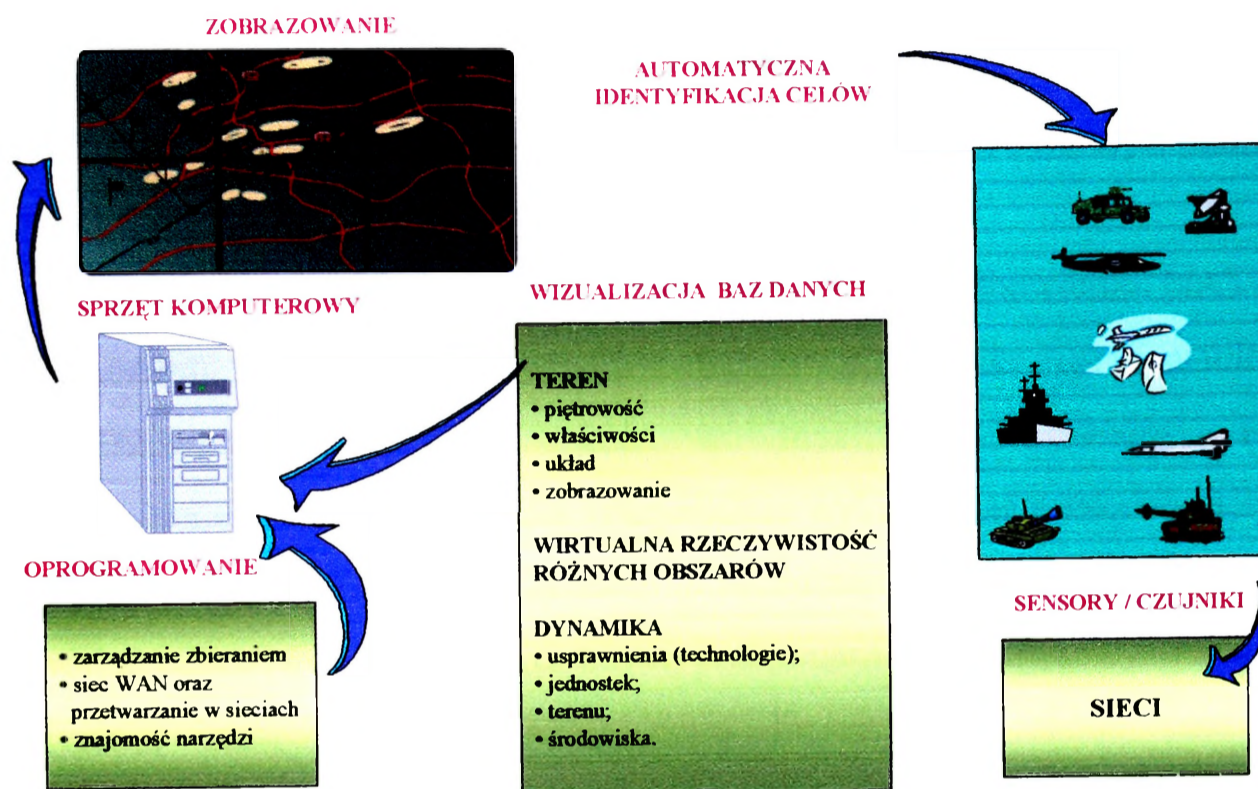 ZOBRAZOWANIE
AUTOMATYCZNA
IDENTYFIKACJA CELÓW
SPRZĘT KOMPUTEROWY
WIZUALIZACJA BAZ DANYCH
TEREN
• piętrowość
• właściwości
• układ
• zobrazowanie
WIRTUALNA RZECZYWISTOŚĆ
RÓŻNYCH OBSZARÓW
DYNAMIKA
• usprawnienia (technologie);
• jednostek;
• terenu;
• środowiska.
OPROGRAMOWANIE
• zarządzanie zbieraniem
• siec WAN oraz
przetwarzanie w sieciach
• znajomość narzędzi
SENSORY / CZUJNIKI
SIECI